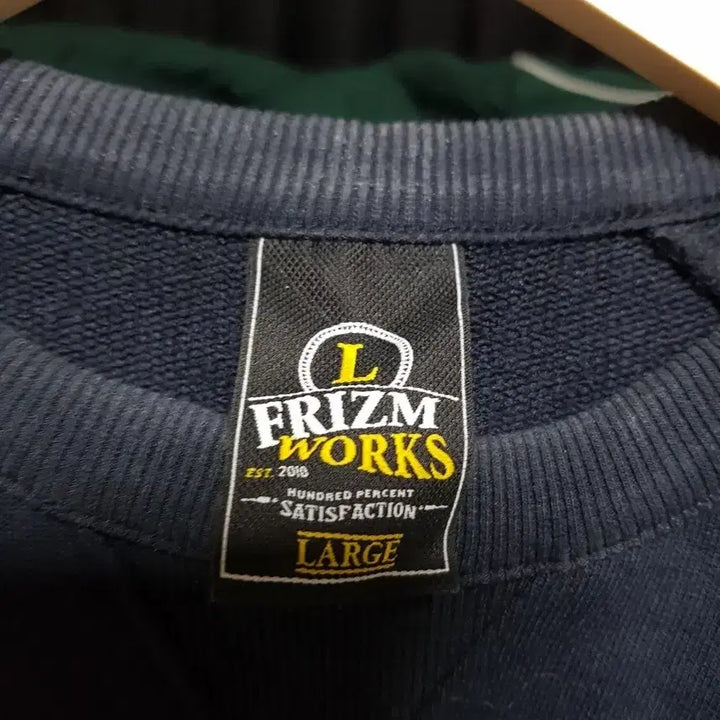 L
FRIZM
WORKS
EST. 2010
HUNDRED PERCENT
SATISFACTION
LARGE